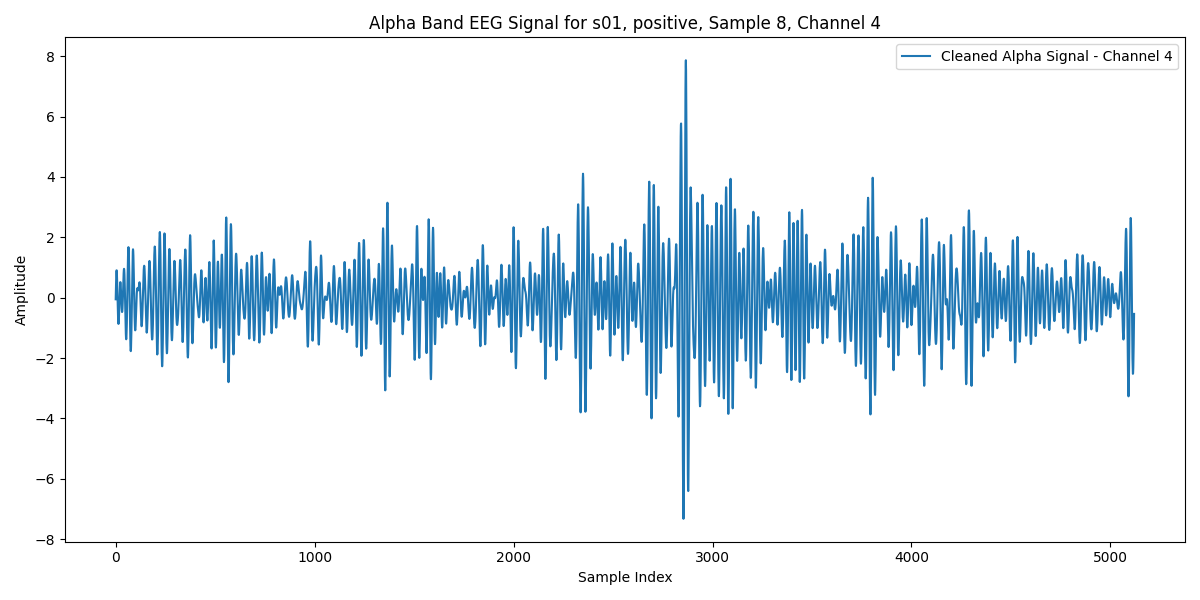 Alpha Band EEG Signal for s01, positive, Sample 8, Channel 4
Cleaned Alpha Signal - Channel 4
Amplitude
8
6
4
2
0
−2
−4
−6
−8
0 1000 2000 3000 4000 5000
Sample Index